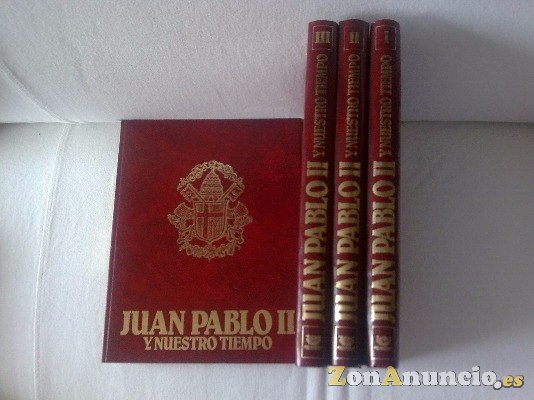 JUAN PABLO II
Y NUESTRO TIEMPO
III
JUAN PABLO II
Y NUESTRO TIEMPO
II
JUAN PABLO II
Y NUESTRO TIEMPO
I
JUAN PABLO II
Y NUESTRO TIEMPO
ZonAnuncio.es